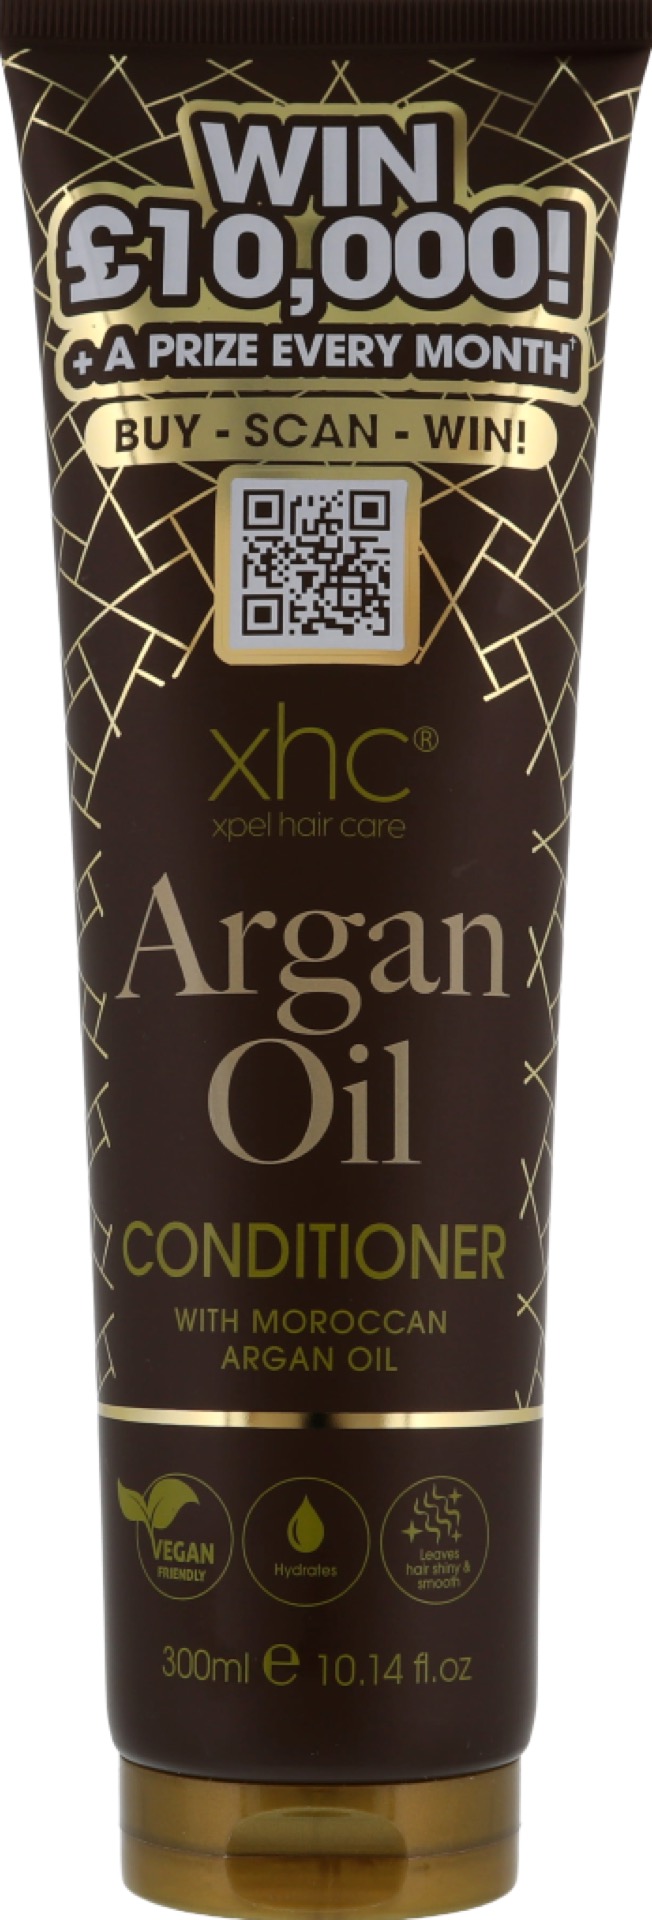 WIN
£10,000!
+ A PRIZE EVERY MONTH†
BUY - SCAN - WIN!
xhc®
xpel hair care
Argan
Oil
CONDITIONER
WITH MOROCCAN
ARGAN OIL
VEGAN
FRIENDLY
Hydrates
Leaves
hair shiny &
smooth
300ml ℮ 10.14 fl.oz